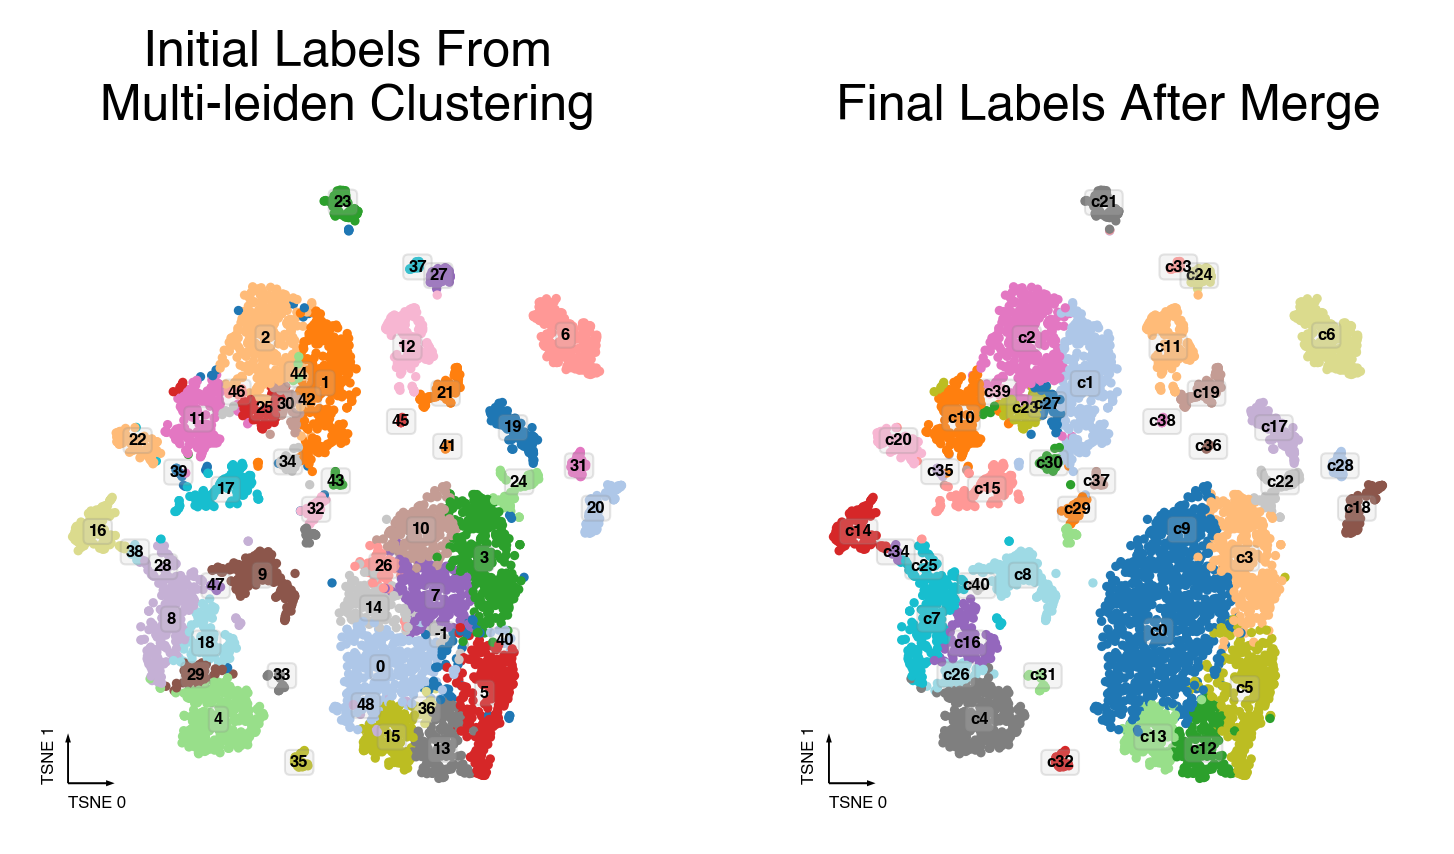 Initial Labels From
Multi-leiden Clustering
23
37
27
2
12
6
44
1
46
42
21
25
30
11
45
19
22
41
34
31
39
43
24
17
32
20
16
10
38
3
28
26
9
47
7
14
8
-1
18
40
0
29
33
5
48
36
4
15
13
35
TSNE 1
TSNE 0
Final Labels After Merge
c21
c33
c24
c2
c11
c6
c1
c39
c19
c23
c27
c10
c38
c17
c20
c36
c30
c28
c35
c37
c22
c15
c29
c18
c14
c9
c34
c3
c25
c8
c40
c7
c0
c16
c26
c31
c5
c4
c13
c12
c32
TSNE 1
TSNE 0